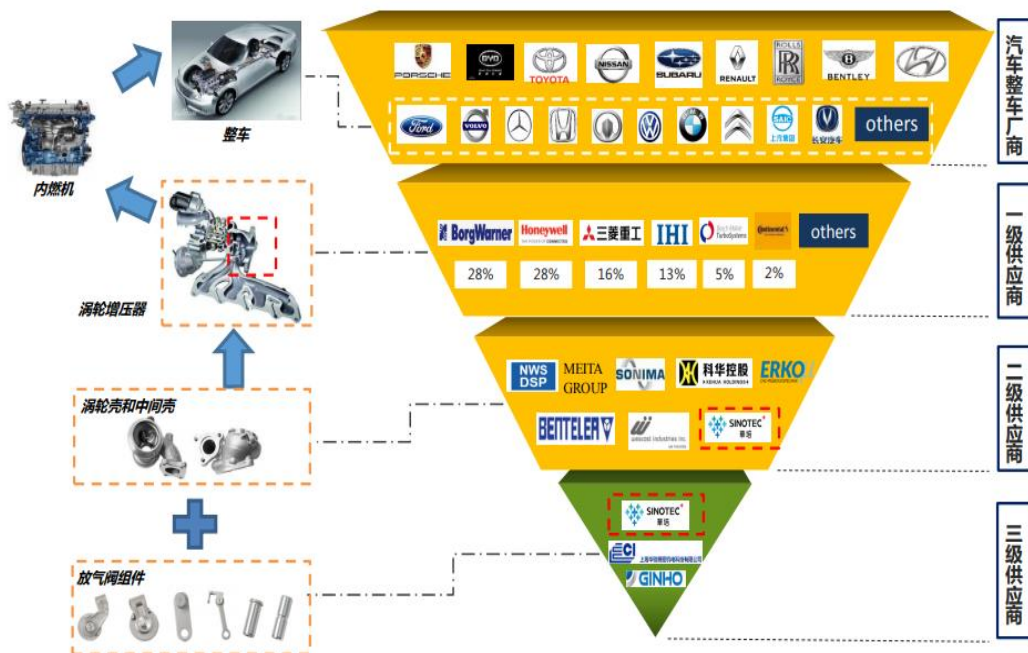 PORSCHE
BYD
TOYOTA
NISSAN
SUBARU
RENAULT
ROLLS
RR
ROYCE
B
BENTLEY
Ford
VOLVO
SAIC
上汽集团
长安汽车
others
汽车整车厂商
整车
内燃机
BorgWarner
Honeywell
三菱重工
IHI
TurboSystems
Continental
others
28%
28%
16%
13%
5%
2%
一级供应商
涡轮增压器
NWS
DSP
MEITA
GROUP
SONIMA
科华控股
KEHUA HOLDINGS
ERKO
BENTELER
wescast industries inc.
SINOTEC
華培
二级供应商
涡轮壳和中间壳
SINOTEC
華培
ECI
GINHO
三级供应商
放气阀组件